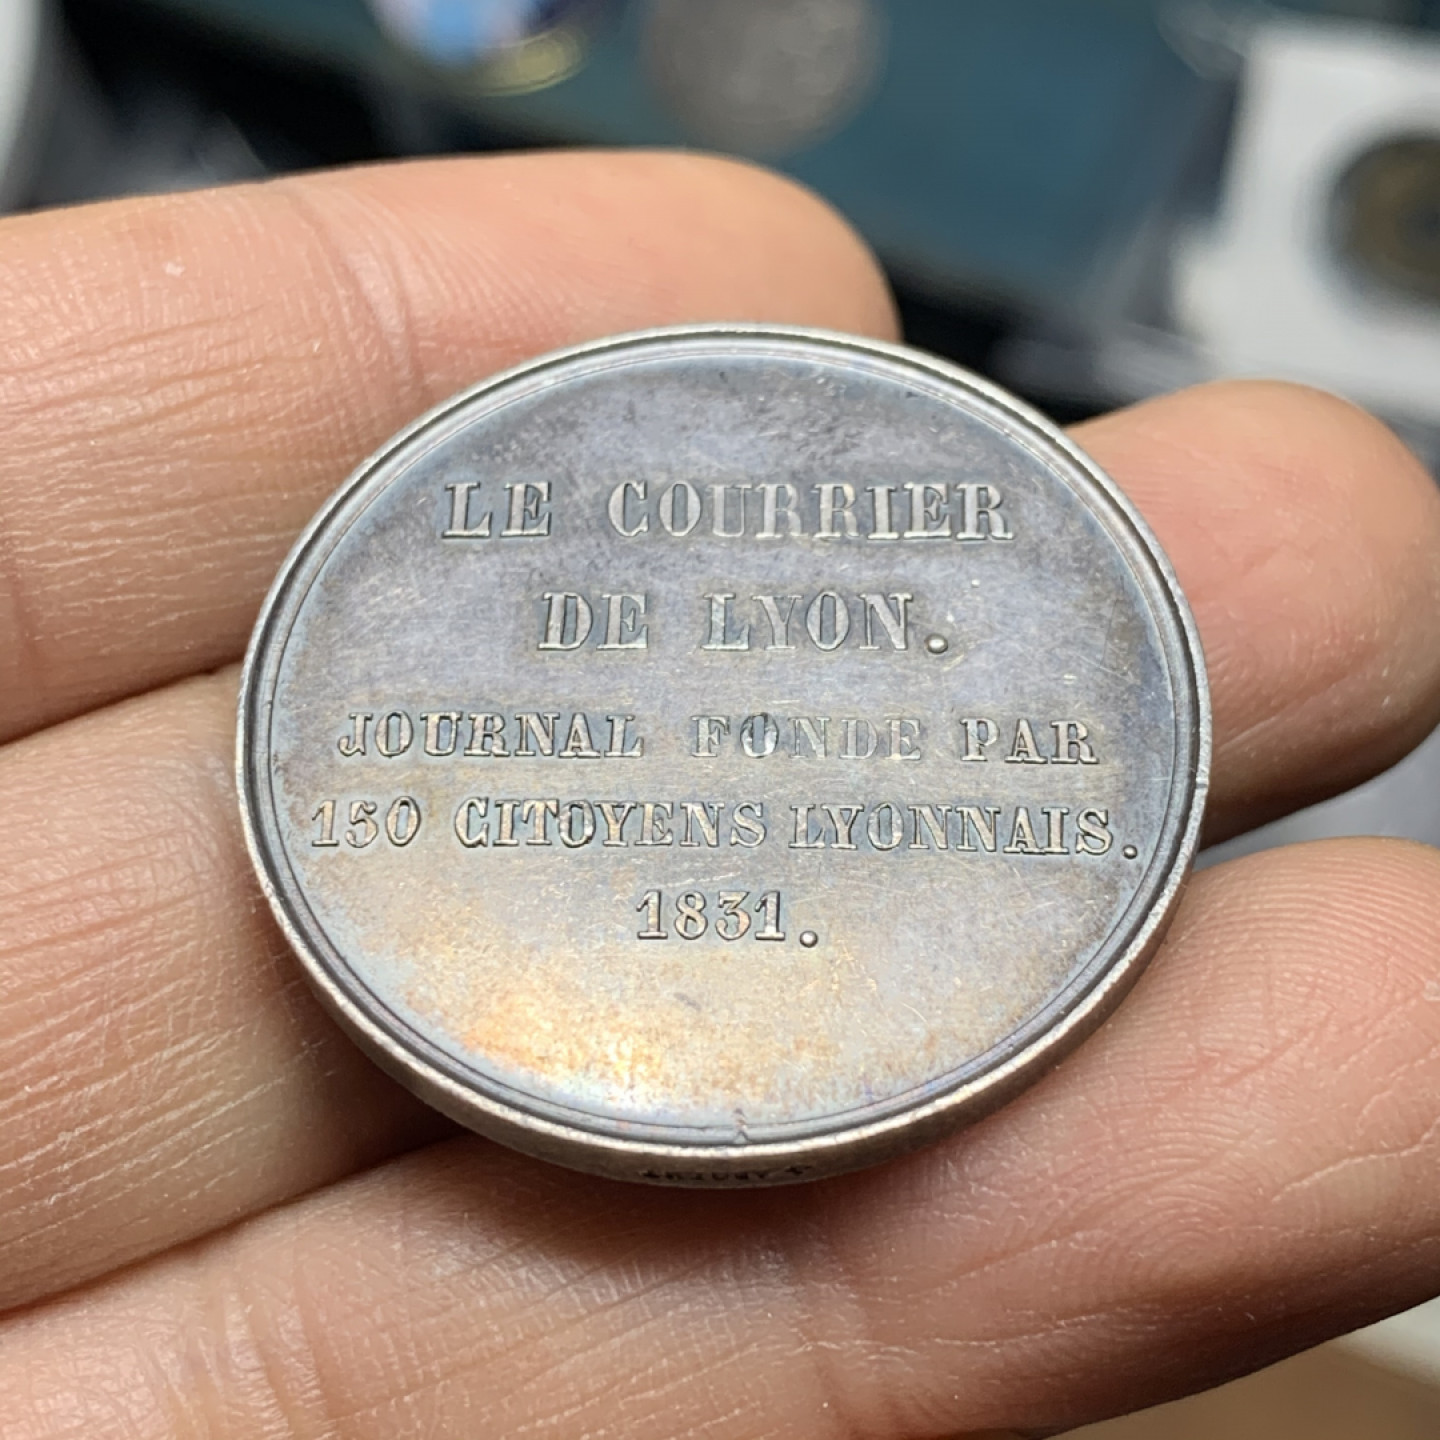 LE COURRIER
DE LYON.
JOURNAL FONDE PAR
150 CITOYENS LYONNAIS.
1831.